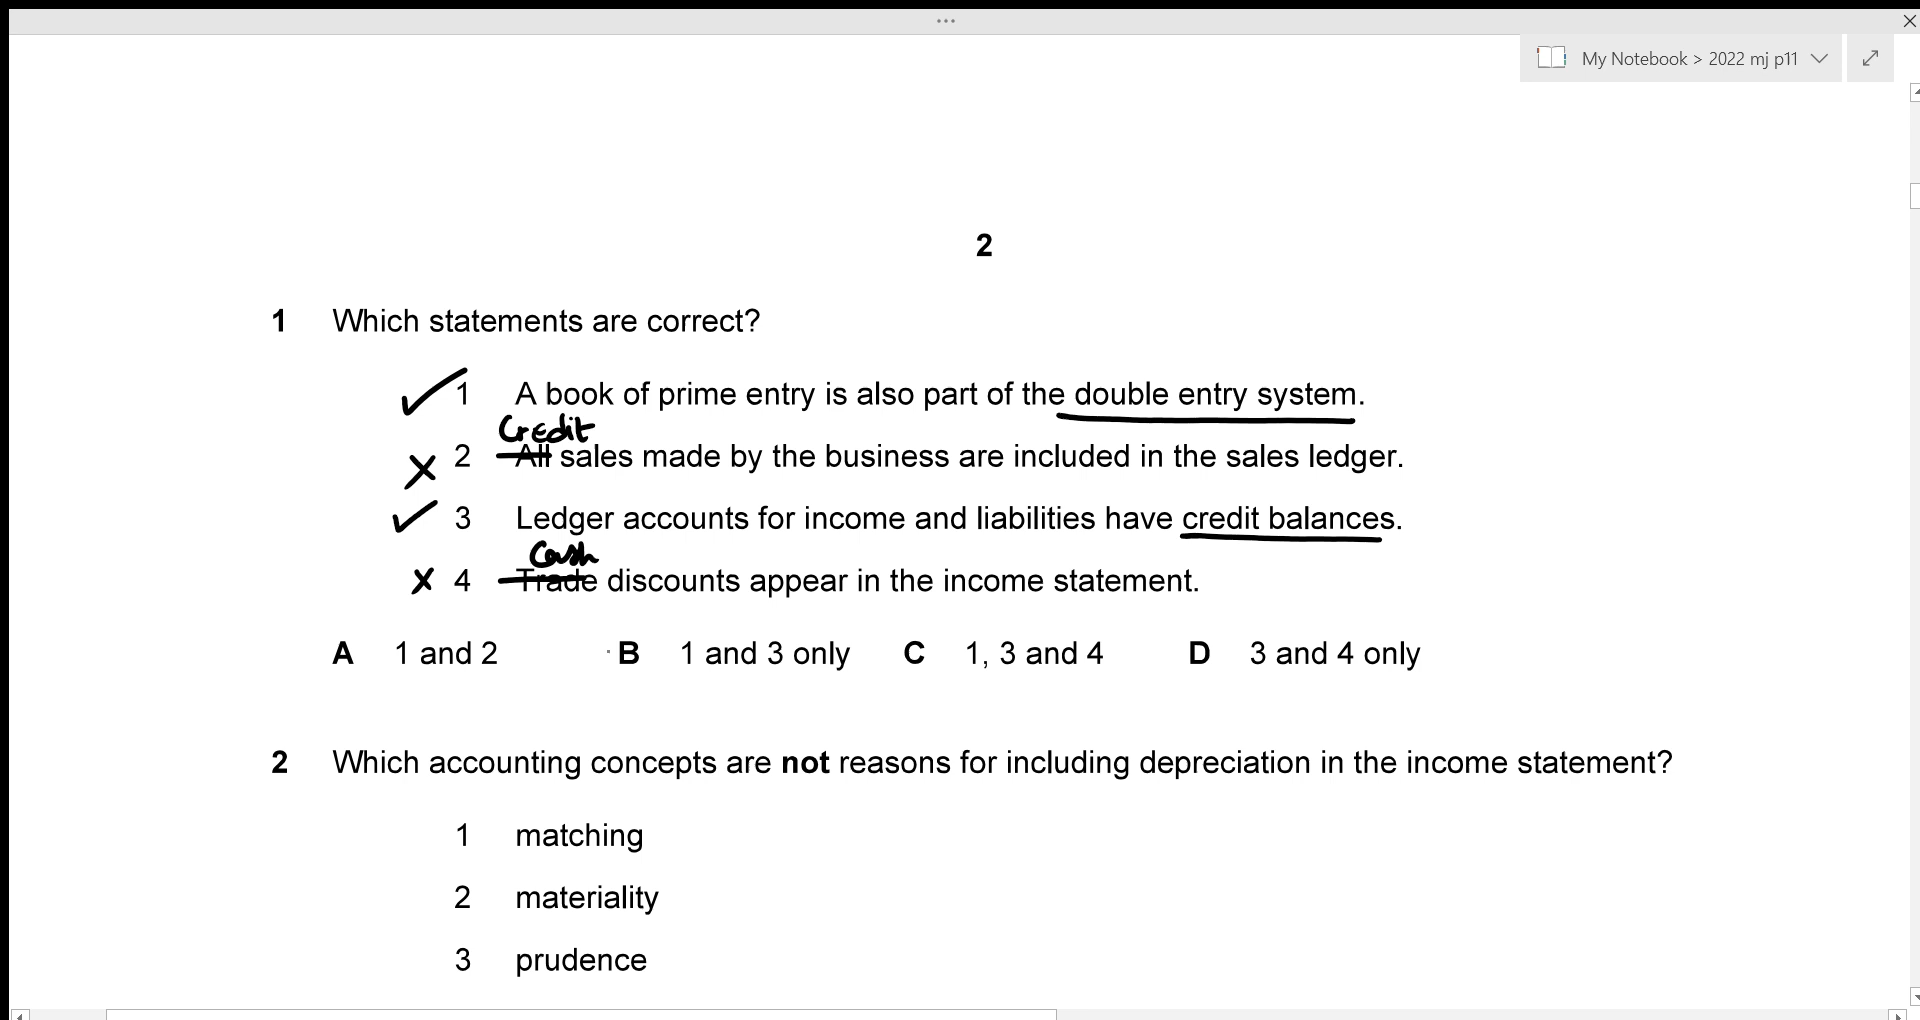 My Notebook > 2022 mj p11
2
1 Which statements are correct?
1 A book of prime entry is also part of the double entry system.
Credit
2 All sales made by the business are included in the sales ledger.
3 Ledger accounts for income and liabilities have credit balances.
Cash
4 Trade discounts appear in the income statement.
A 1 and 2 B 1 and 3 only C 1, 3 and 4 D 3 and 4 only
2 Which accounting concepts are not reasons for including depreciation in the income statement?
1 matching
2 materiality
3 prudence